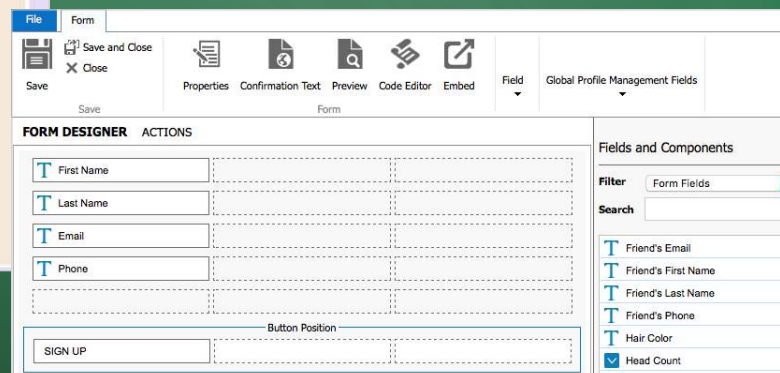 File Form
Save and Close
Close
Save
Properties Confirmation Text Preview Code Editor Embed
Field
Global Profile Management Fields
Save
Form
FORM DESIGNER ACTIONS
First Name
Last Name
Email
Phone
Button Position
SIGN UP
Fields and Components
Filter Form Fields
Search
Friend's Email
Friend's First Name
Friend's Last Name
Friend's Phone
Hair Color
Head Count